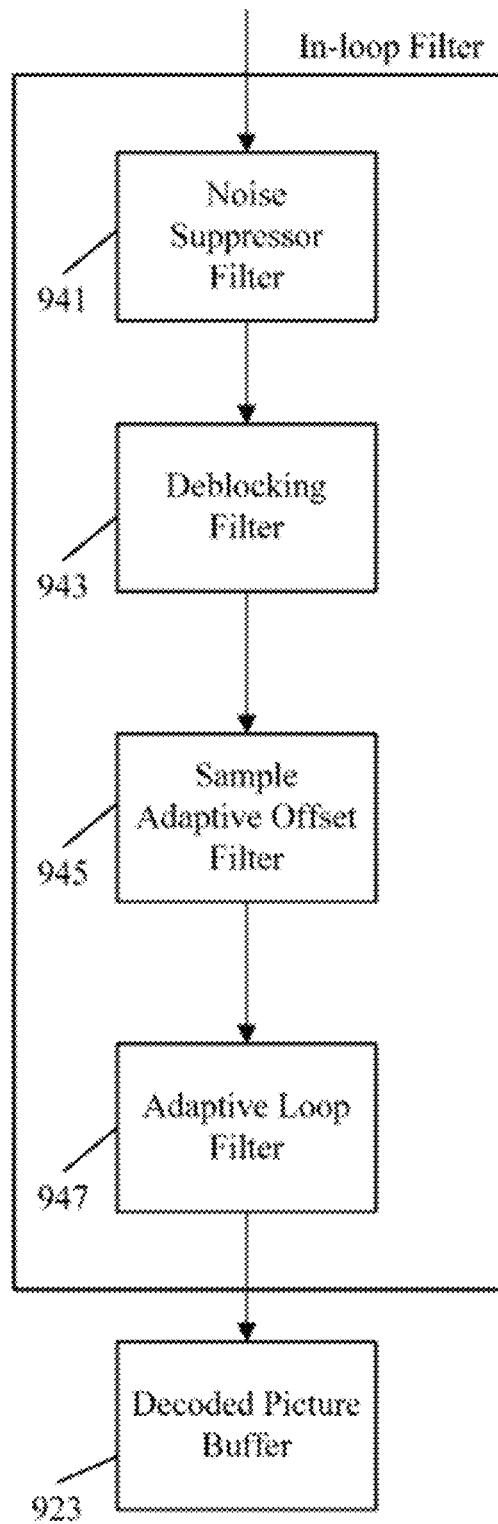 In-loop Filter
Noise
Suppressor
Filter
941
Deblocking
Filter
943
Sample
Adaptive Offset
Filter
945
Adaptive Loop
Filter
947
Decoded Picture
Buffer
923